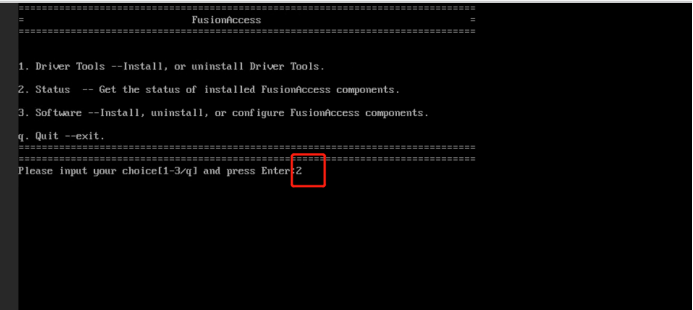 ==============================================================================
= FusionAccess =
==============================================================================
1. Driver Tools --Install, or uninstall Driver Tools.
2. Status -- Get the status of installed FusionAccess components.
3. Software --Install, uninstall, or configure FusionAccess components.
q. Quit --exit.
==============================================================================
==============================================================================
Please input your choice[1-3/q] and press Enter:2